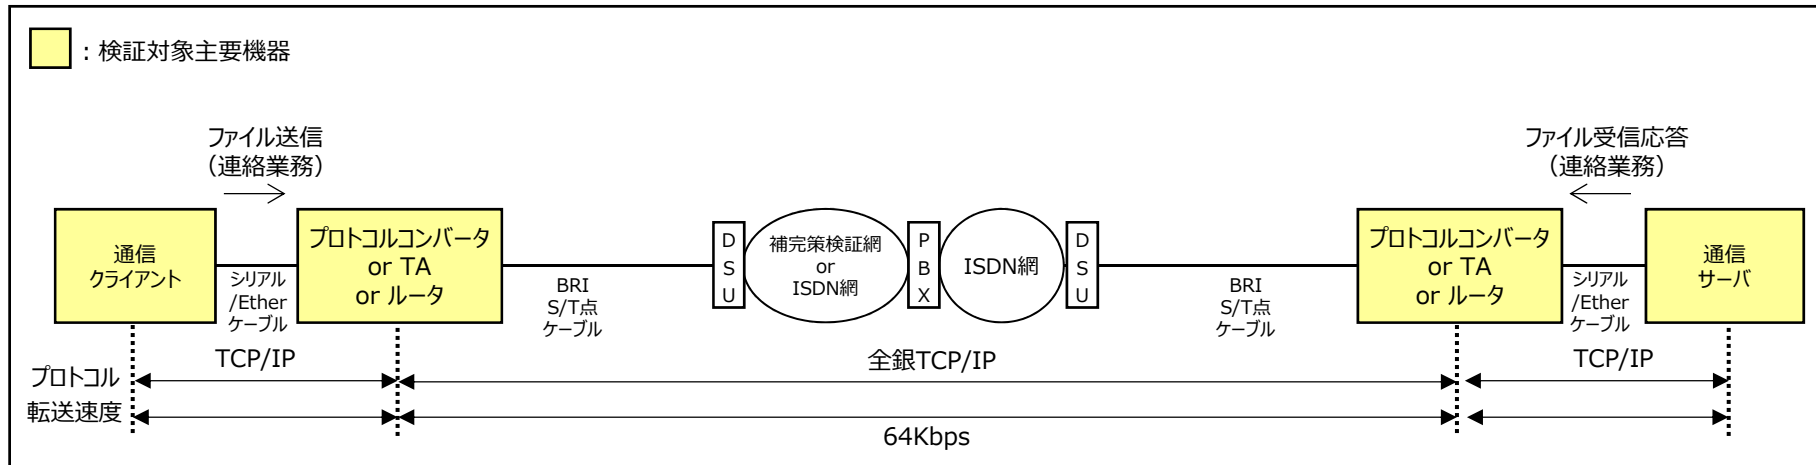 ：検証対象主要機器
ファイル送信
（連絡業務）
ファイル受信応答
（連絡業務）
通信
クライアント
シリアル
/Ether
ケーブル
プロトコルコンバータ
or TA
or ルータ
BRI
S/T点
ケーブル
D
S
U
補完策検証網
or
ISDN網
P
B
X
ISDN網
D
S
U
BRI
S/T点
ケーブル
プロトコルコンバータ
or TA
or ルータ
シリアル
/Ether
ケーブル
通信
サーバ
プロトコル
TCP/IP
全銀TCP/IP
TCP/IP
転送速度
64Kbps